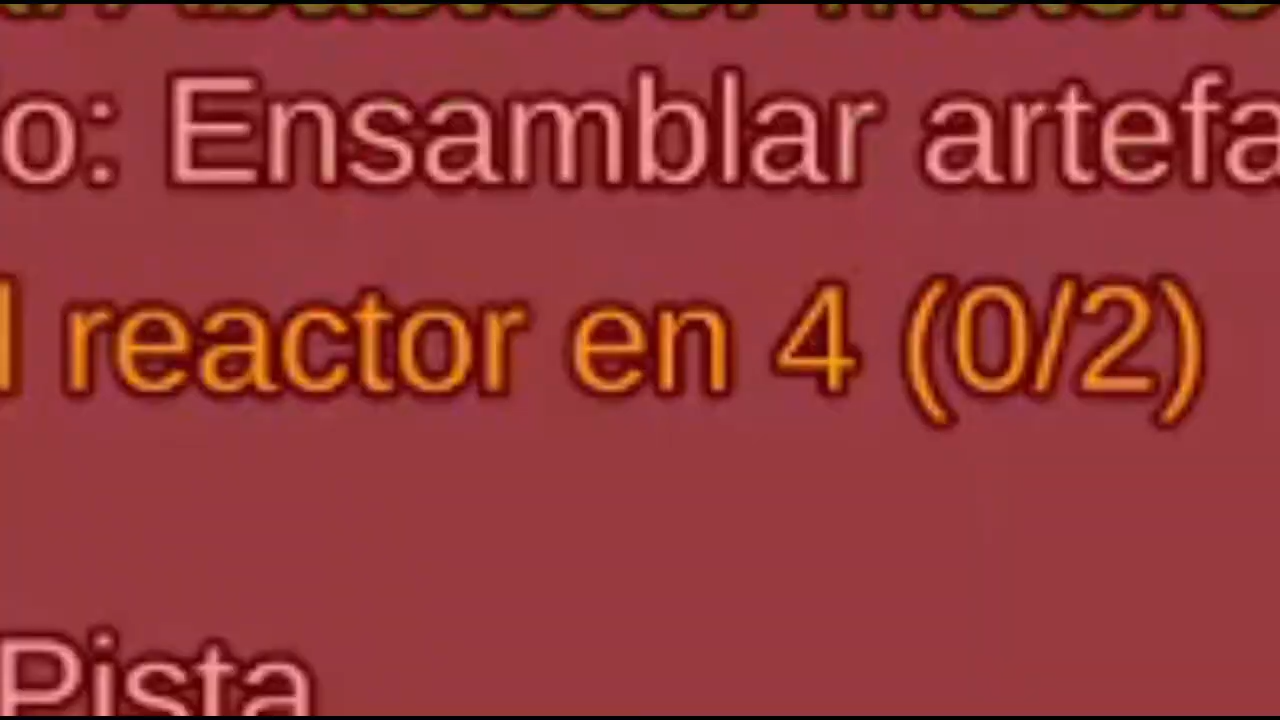 o: Ensamblar artefa
l reactor en 4 (0/2)
Pista